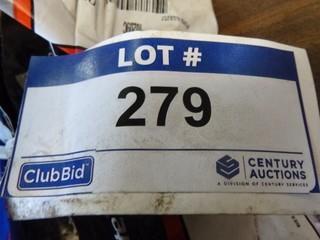 LOT #
279
ClubBid
CENTURY
AUCTIONS
A DIVISION OF CENTURY SERVICES